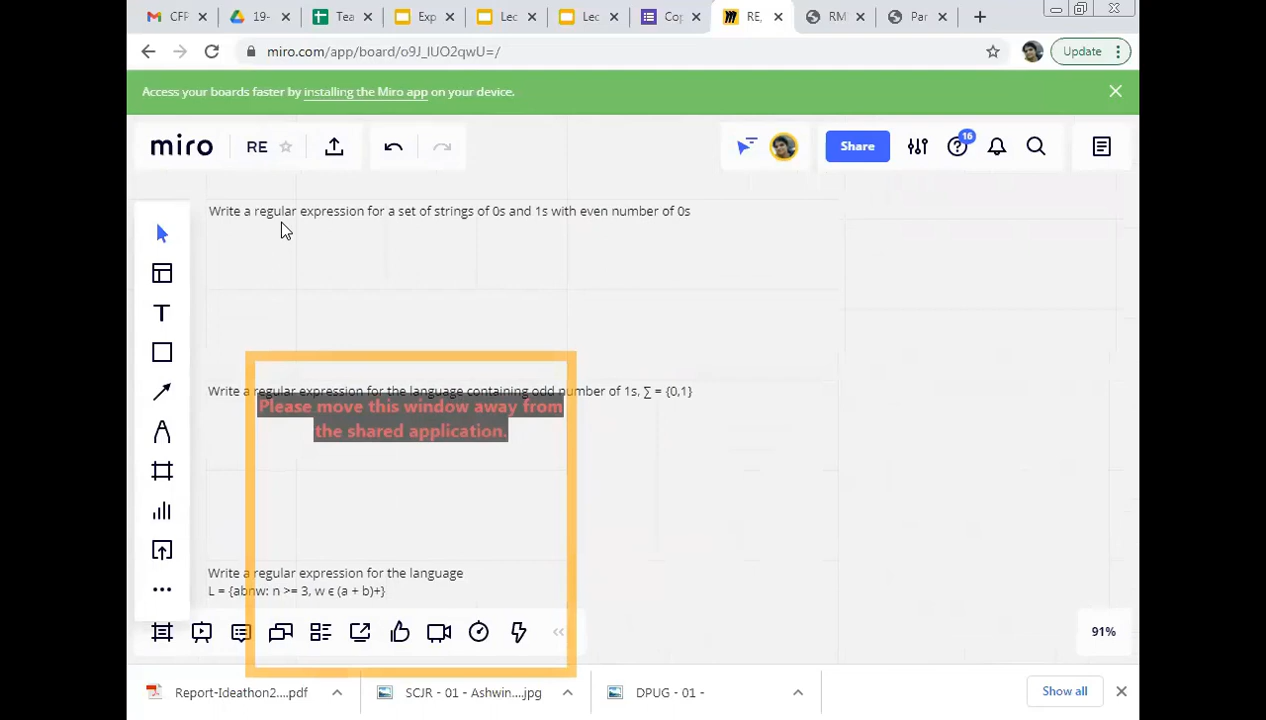 CFP
19-
Tea
Exp
Lec
Lec
Cop
RE,
RMI
Par
miro.com/app/board/o9J_lUO2qwU=/
Update
Access your boards faster by installing the Miro app on your device.
miro
RE
Share
16
Write a regular expression for a set of strings of 0s and 1s with even number of 0s
Write a regular expression for the language containing odd number of 1s, ∑ = {0,1}
Please move this window away from
the shared application.
Write a regular expression for the language
L = {abnw: n >= 3, w ϵ (a + b)+}
91%
Report-Ideathon2....pdf
SCJR - 01 - Ashwin....jpg
DPUG - 01 -
Show all